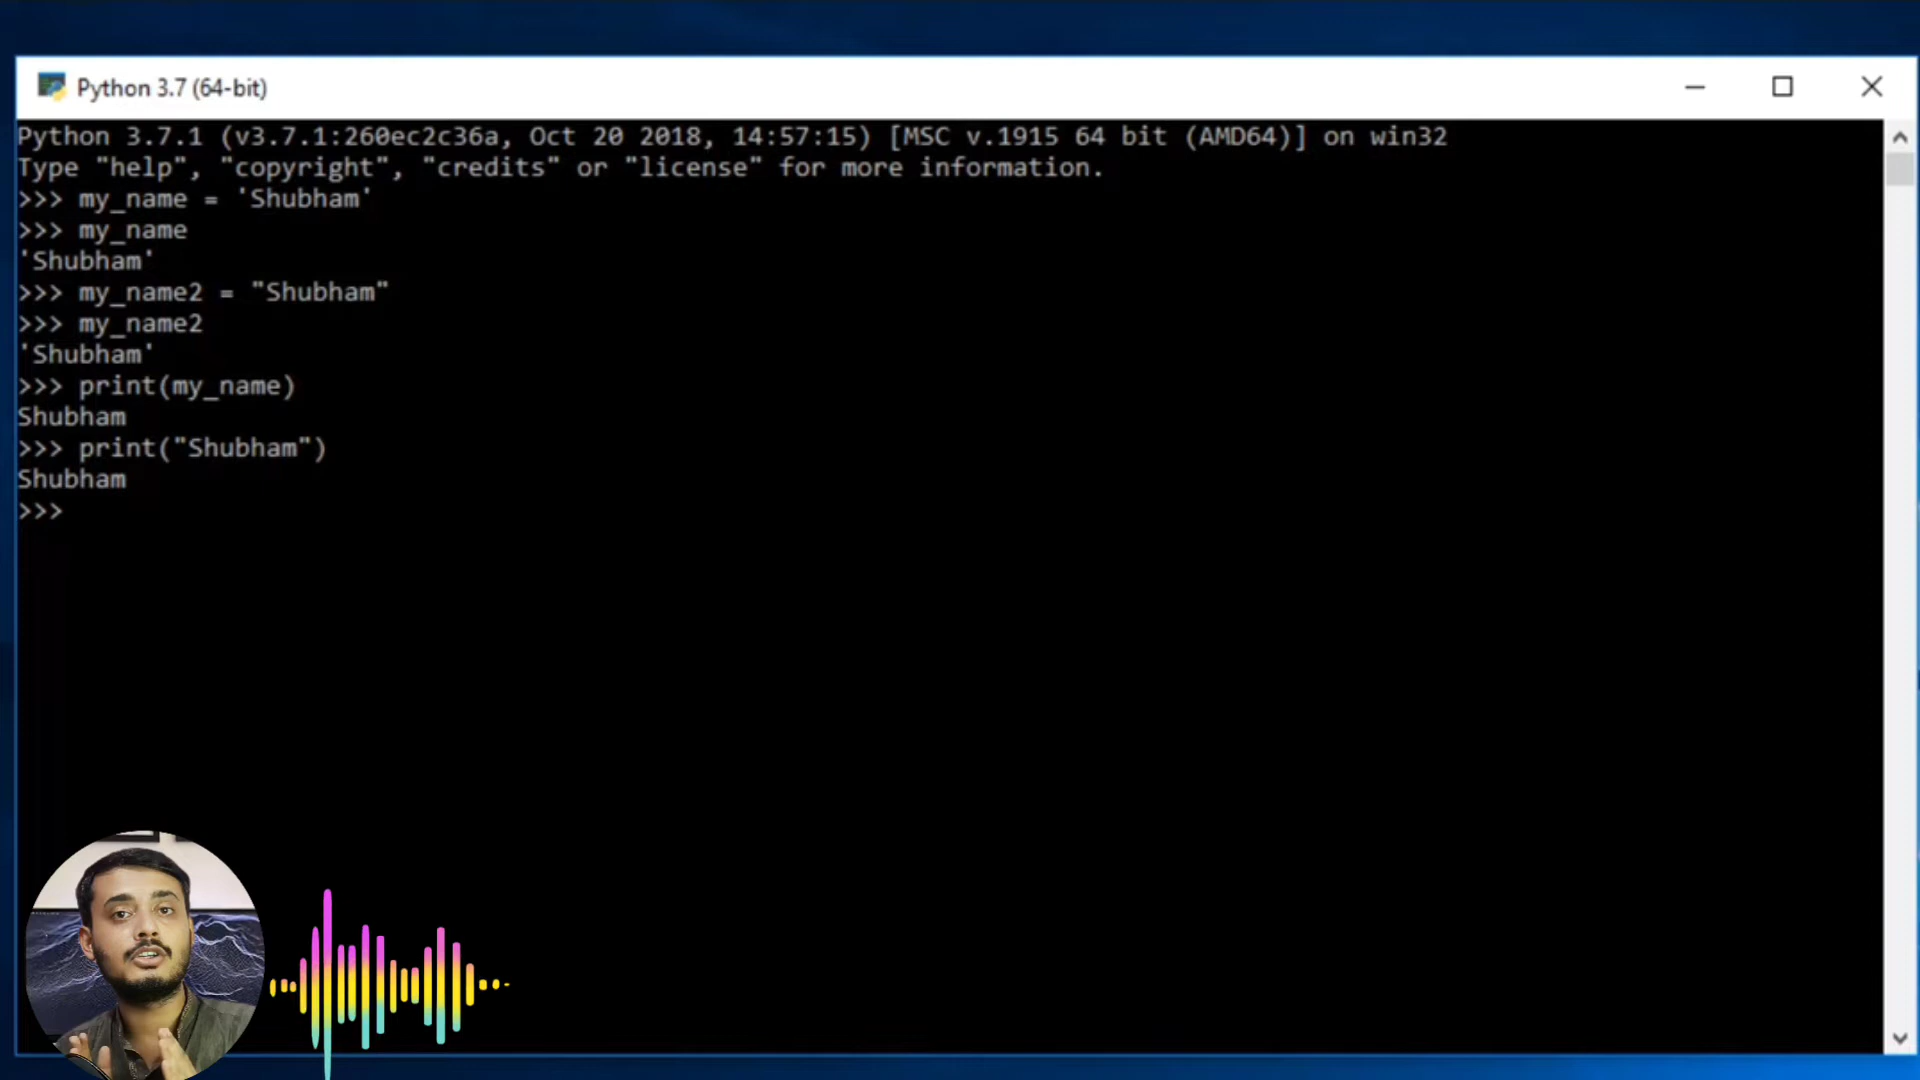 Python 3.7 (64-bit)
Python 3.7.1 (v3.7.1:260ec2c36a, Oct 20 2018, 14:57:15) [MSC v.1915 64 bit (AMD64)] on win32
Type "help", "copyright", "credits" or "license" for more information.
>>> my_name = 'Shubham'
>>> my_name
'Shubham'
>>> my_name2 = "Shubham"
>>> my_name2
'Shubham'
>>> print(my_name)
Shubham
>>> print("Shubham")
Shubham
>>>